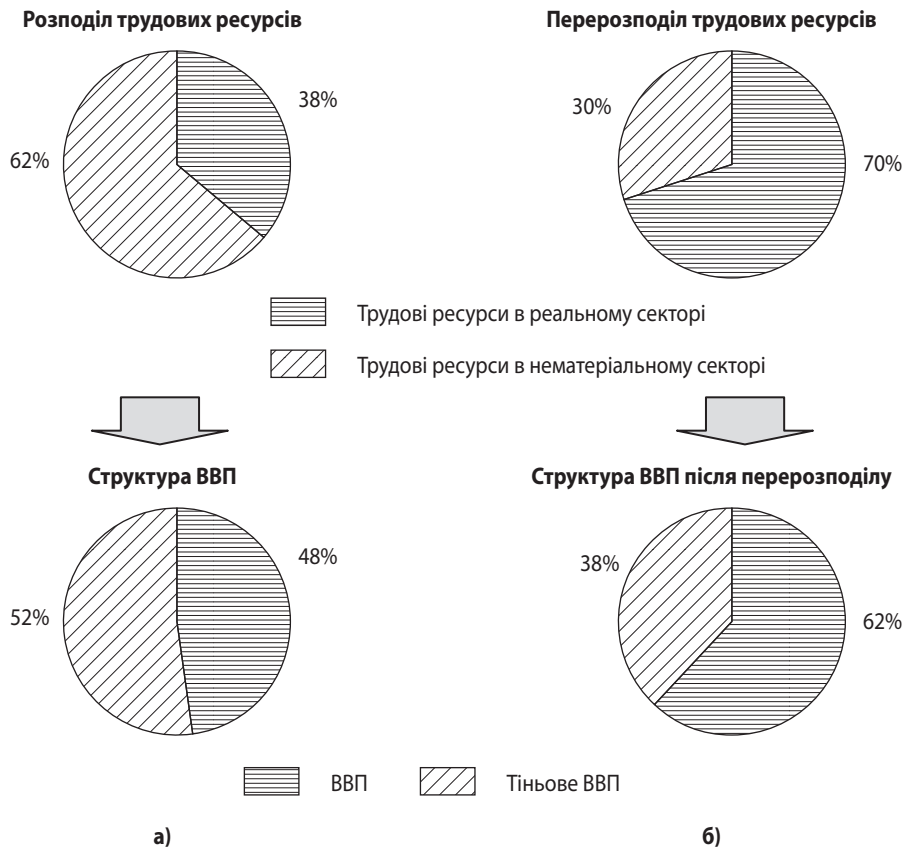 Розподіл трудових ресурсів
38%
62%
Перерозподіл трудових ресурсів
30%
70%
Трудові ресурси в реальному секторі
Трудові ресурси в нематеріальному секторі
Структура ВВП
48%
52%
Структура ВВП після перерозподілу
38%
62%
ВВП
Тіньове ВВП
а)
б)